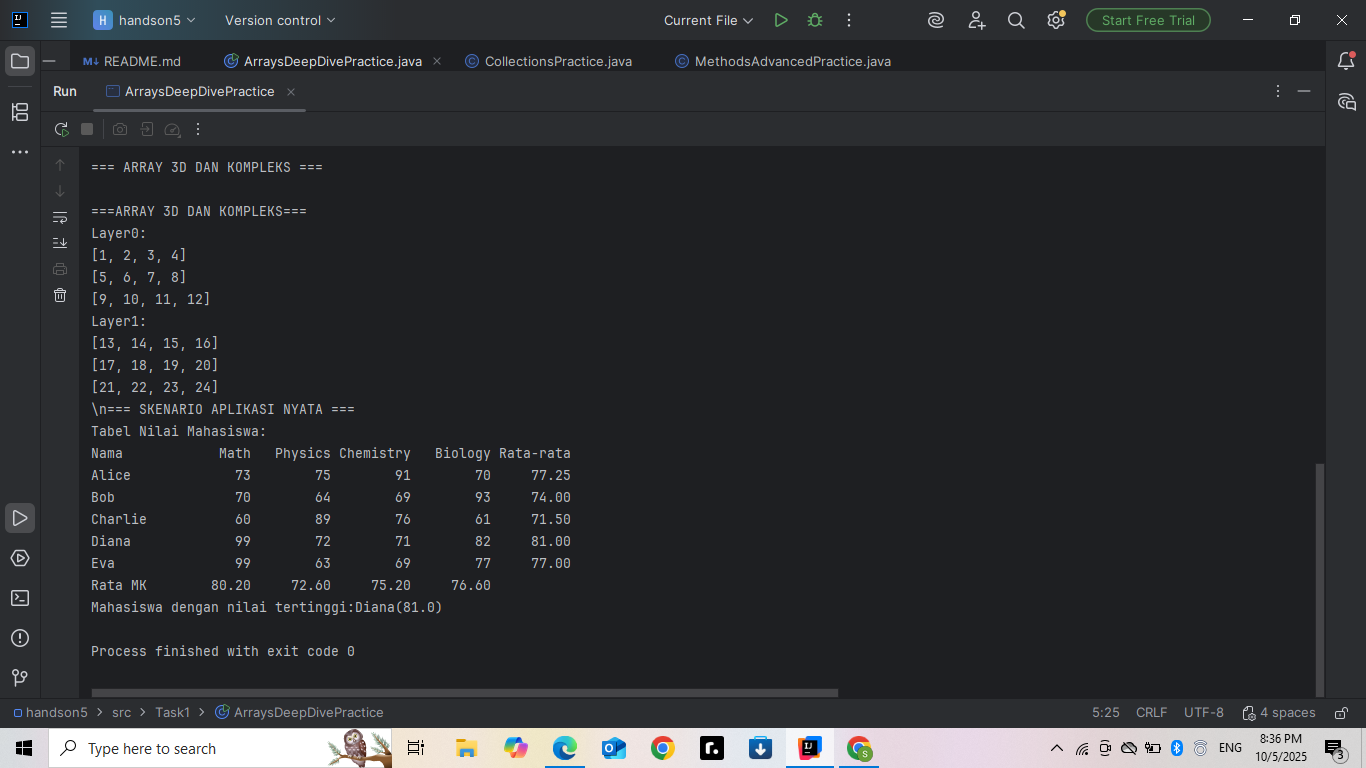 H handson5 Version control Current File Start Free Trial
README.md ArraysDeepDivePractice.java CollectionsPractice.java MethodsAdvancedPractice.java
Run ArraysDeepDivePractice
=== ARRAY 3D DAN KOMPLEKS ===
===ARRAY 3D DAN KOMPLEKS===
Layer0:
[1, 2, 3, 4]
[5, 6, 7, 8]
[9, 10, 11, 12]
Layer1:
[13, 14, 15, 16]
[17, 18, 19, 20]
[21, 22, 23, 24]
\n=== SKENARIO APLIKASI NYATA ===
Tabel Nilai Mahasiswa:
Nama Math Physics Chemistry Biology Rata-rata
Alice 73 75 91 70 77.25
Bob 70 64 69 93 74.00
Charlie 60 89 76 61 71.50
Diana 99 72 71 82 81.00
Eva 99 63 69 77 77.00
Rata MK 80.20 72.60 75.20 76.60
Mahasiswa dengan nilai tertinggi:Diana(81.0)
Process finished with exit code 0
handson5 > src > Task1 > ArraysDeepDivePractice 5:25 CRLF UTF-8 4 spaces
Type here to search ENG 8:36 PM
10/5/2025 3